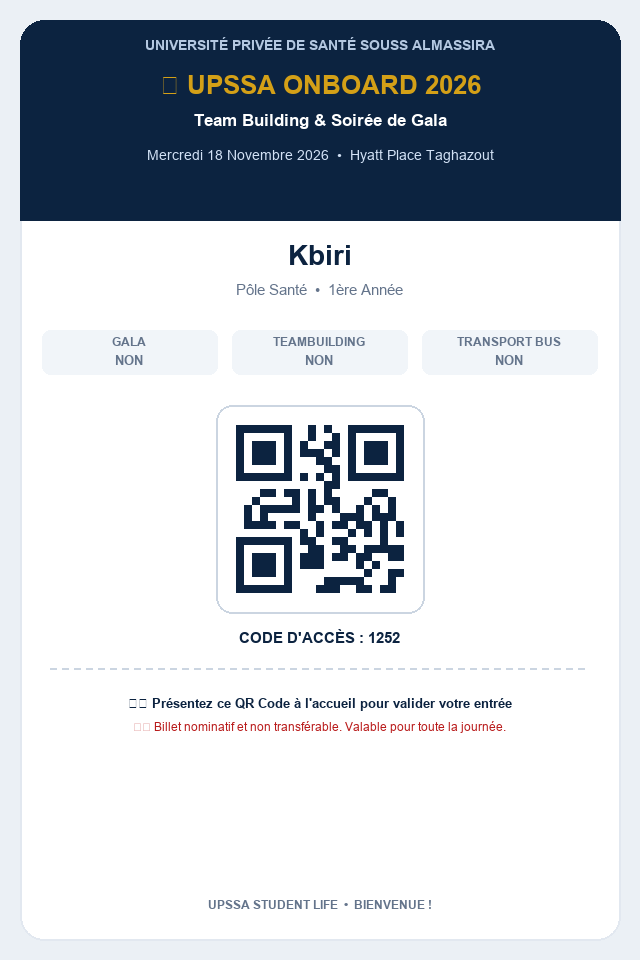 UNIVERSITÉ PRIVÉE DE SANTÉ SOUSS ALMASSIRA
UPSSA ONBOARD 2026
Team Building & Soirée de Gala
Mercredi 18 Novembre 2026 • Hyatt Place Taghazout
Kbiri
Pôle Santé • 1ère Année
GALA
NON
TEAMBUILDING
NON
TRANSPORT BUS
NON
CODE D'ACCÈS : 1252
Présentez ce QR Code à l'accueil pour valider votre entrée
Billet nominatif et non transférable. Valable pour toute la journée.
UPSSA STUDENT LIFE • BIENVENUE !